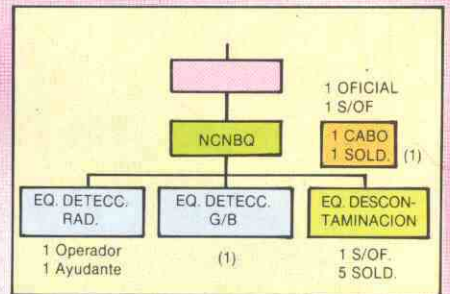 1 OFICIAL
1 S/OF
NCNBQ
1 CABO
1 SOLD. (1)
EQ. DETECC.
RAD.
EQ. DETECC.
G/B
EQ. DESCON-
TAMINACION
1 Operador
1 Ayudante
(1)
1 S/OF.
5 SOLD.